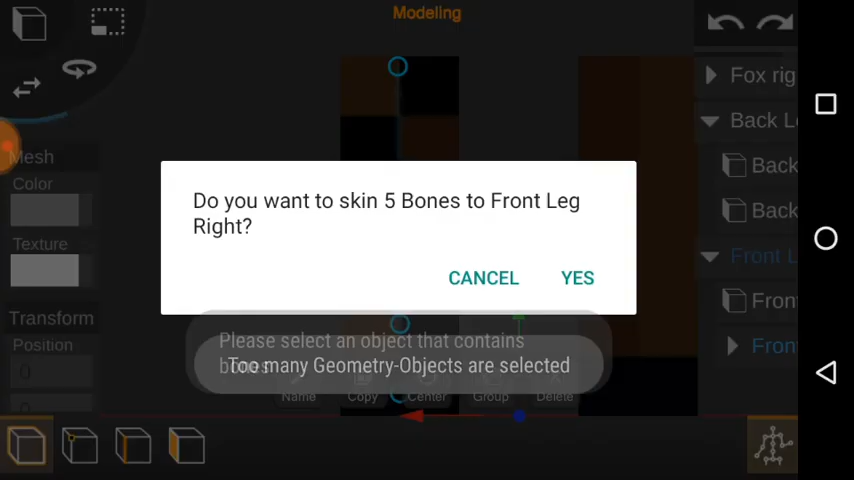 Modeling
Fox rig
Mesh
Back L
Color
Back
Do you want to skin 5 Bones to Front Leg
Right?
Back
Texture
Front L
CANCEL
YES
Front
Transform
Please select an object that contains
Position
Front
Too many Geometry-Objects are selected
0
Name
Copy
Center
Group
Delete